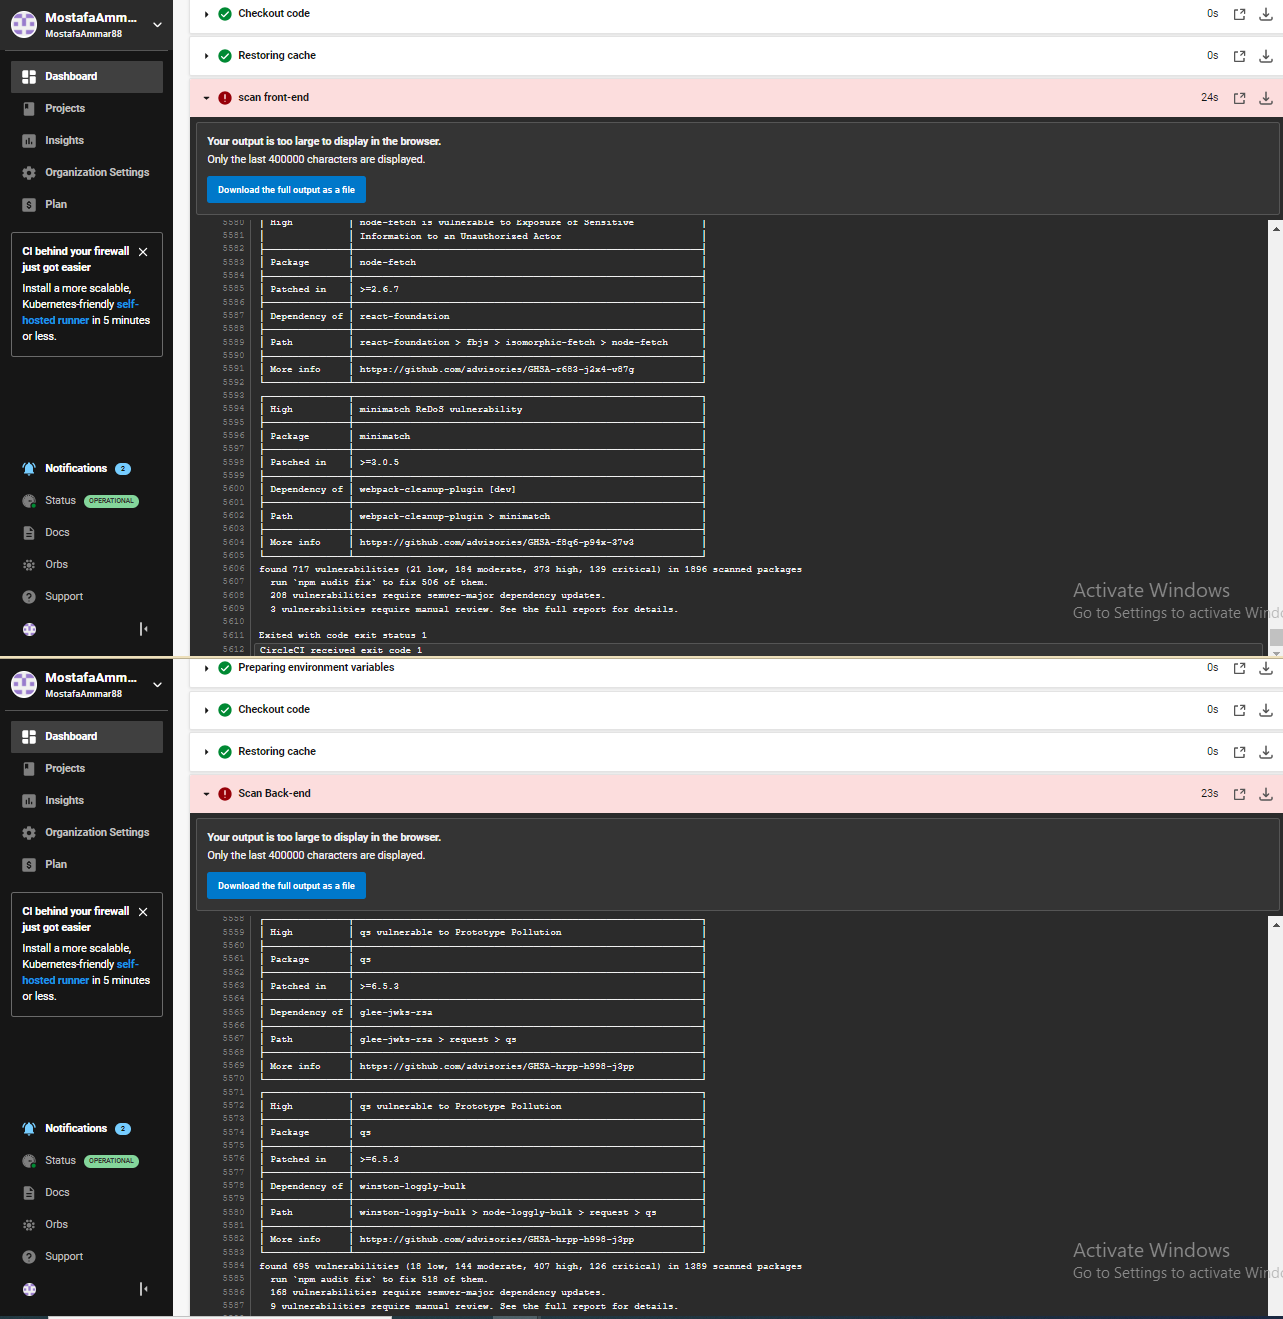 MostafaAmm...
MostafaAmmar88
Dashboard
Projects
Insights
Organization Settings
Plan
CI behind your firewall
just got easier
Install a more scalable,
Kubernetes-friendly self-
hosted runner in 5 minutes
or less.
Notifications 2
Status OPERATIONAL
Docs
Orbs
Support
Checkout code 0s
Restoring cache 0s
scan front-end 24s
Your output is too large to display in the browser.
Only the last 400000 characters are displayed.
Download the full output as a file
5580 High node-fetch is vulnerable to Exposure of Sensitive
5581 Information to an Unauthorized Actor
5582
5583 Package node-fetch
5584
5585 Patched in >=2.6.7
5586
5587 Dependency of react-foundation
5588
5589 Path react-foundation > fbjs > isomorphic-fetch > node-fetch
5590
5591 More info https://github.com/advisories/GHSA-r683-j2x4-v87g
5592
5593
5594 High minimatch ReDoS vulnerability
5595
5596 Package minimatch
5597
5598 Patched in >=3.0.5
5599
5600 Dependency of webpack-cleanup-plugin [dev]
5601
5602 Path webpack-cleanup-plugin > minimatch
5603
5604 More info https://github.com/advisories/GHSA-f8q6-p94x-37v3
5605
5606 found 717 vulnerabilities (21 low, 184 moderate, 373 high, 139 critical) in 1896 scanned packages
5607 run `npm audit fix` to fix 506 of them.
5608 208 vulnerabilities require semver-major dependency updates.
5609 3 vulnerabilities require manual review. See the full report for details.
5610
5611 Exited with code exit status 1
5612 CircleCI received exit code 1
Activate Windows
Go to Settings to activate Windo
MostafaAmm...
MostafaAmmar88
Dashboard
Projects
Insights
Organization Settings
Plan
CI behind your firewall
just got easier
Install a more scalable,
Kubernetes-friendly self-
hosted runner in 5 minutes
or less.
Notifications 2
Status OPERATIONAL
Docs
Orbs
Support
Preparing environment variables 0s
Checkout code 0s
Restoring cache 0s
Scan Back-end 23s
Your output is too large to display in the browser.
Only the last 400000 characters are displayed.
Download the full output as a file
5558
5559 High qs vulnerable to Prototype Pollution
5560
5561 Package qs
5562
5563 Patched in >=6.5.3
5564
5565 Dependency of glee-jwks-rsa
5566
5567 Path glee-jwks-rsa > request > qs
5568
5569 More info https://github.com/advisories/GHSA-hrpp-h998-j3pp
5570
5571
5572 High qs vulnerable to Prototype Pollution
5573
5574 Package qs
5575
5576 Patched in >=6.5.3
5577
5578 Dependency of winston-loggly-bulk
5579
5580 Path winston-loggly-bulk > node-loggly-bulk > request > qs
5581
5582 More info https://github.com/advisories/GHSA-hrpp-h998-j3pp
5583
5584 found 695 vulnerabilities (18 low, 144 moderate, 407 high, 126 critical) in 1389 scanned packages
5585 run `npm audit fix` to fix 518 of them.
5586 168 vulnerabilities require semver-major dependency updates.
5587 9 vulnerabilities require manual review. See the full report for details.
Activate Windows
Go to Settings to activate Windo